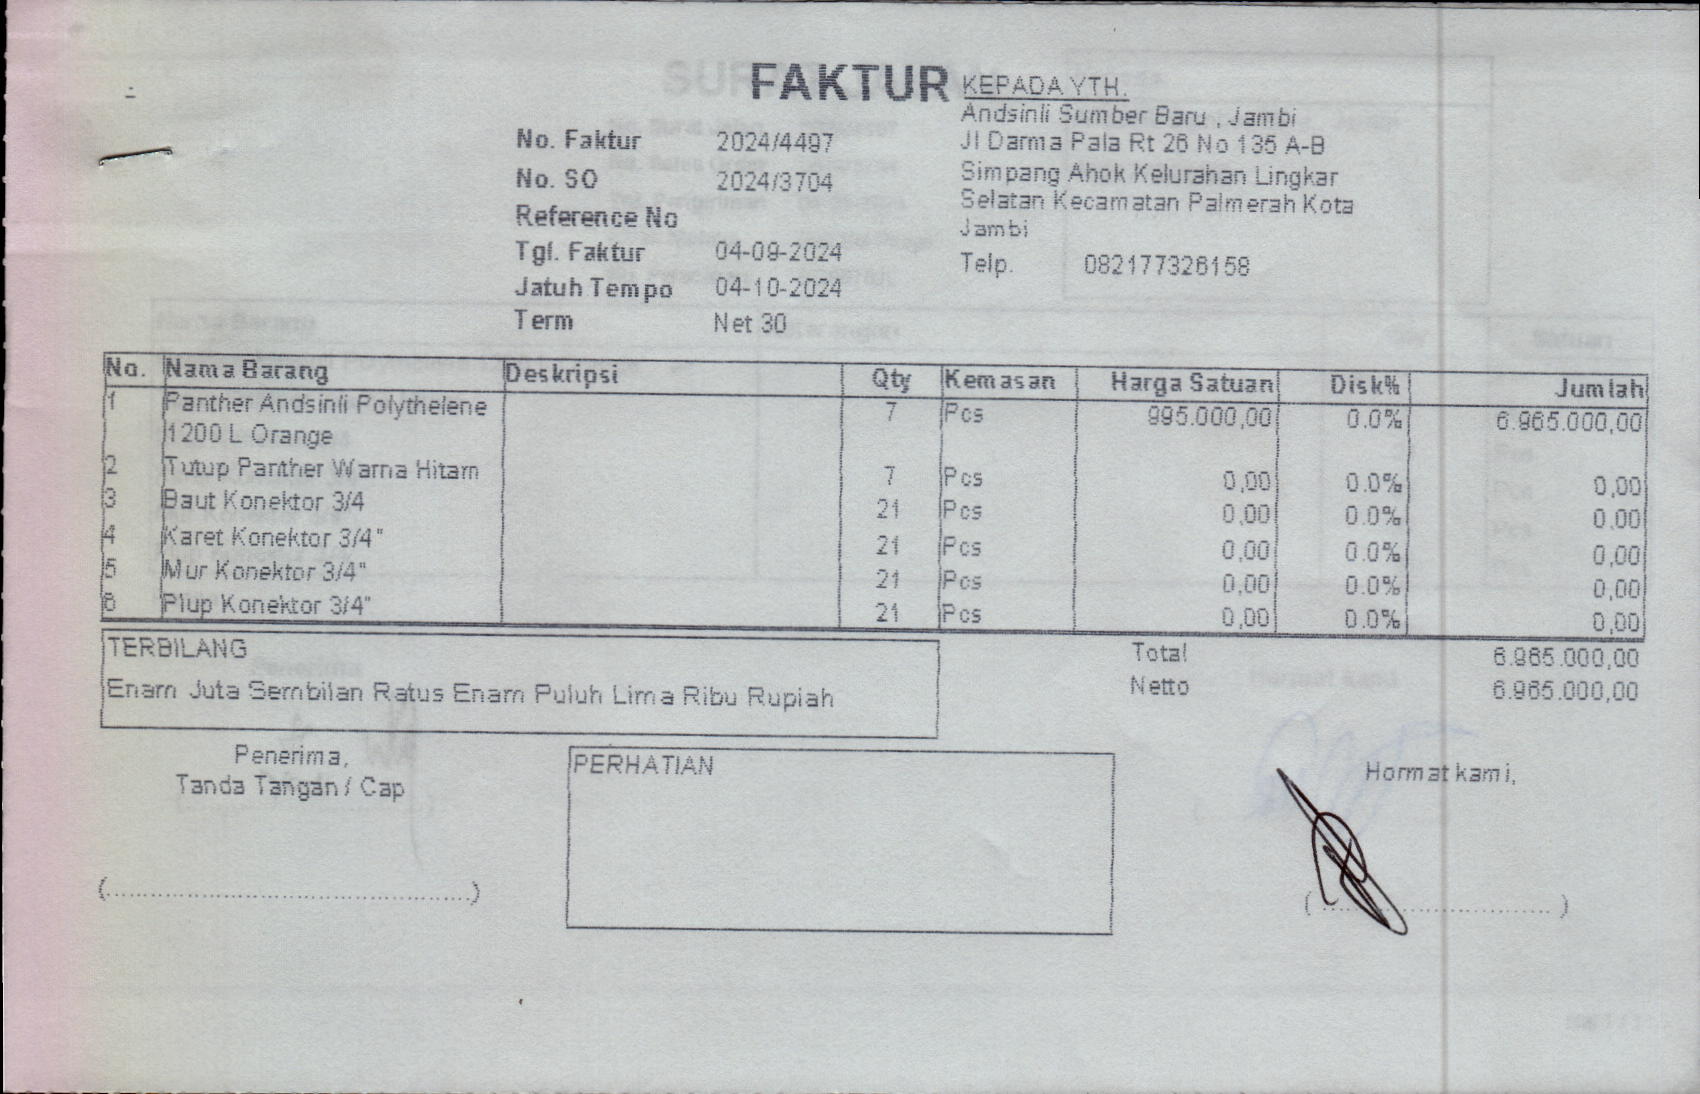 FAKTUR
No. Faktur 2024/4497
No. SO 2024/3704
Reference No
Tgl. Faktur 04-09-2024
Jatuh Tempo 04-10-2024
Term Net 30
KEPADA YTH.
Andsinli Sumber Baru , Jambi
Jl Darma Pala Rt 26 No 135 A-B
Simpang Ahok Kelurahan Lingkar
Selatan Kecamatan Palmerah Kota
Jambi
Telp. 082177326158
No. Nama Barang Deskripsi Qty Kemasan Harga Satuan Disk% Jumlah
1 Panther Andsinli Polythelene 7 Pcs 995.000,00 0.0% 6.965.000,00
1200 L Orange
2 Tutup Panther Warna Hitam 7 Pcs 0,00 0.0% 0,00
3 Baut Konektor 3/4 21 Pcs 0,00 0.0% 0,00
4 Karet Konektor 3/4" 21 Pcs 0,00 0.0% 0,00
5 Mur Konektor 3/4" 21 Pcs 0,00 0.0% 0,00
6 Plup Konektor 3/4" 21 Pcs 0,00 0.0% 0,00
TERBILANG
Enam Juta Sembilan Ratus Enam Puluh Lima Ribu Rupiah
Total 6.965.000,00
Netto 6.965.000,00
Penerima,
Tanda Tangan / Cap
(..............................................)
PERHATIAN
Hormat kami,
(..............................)